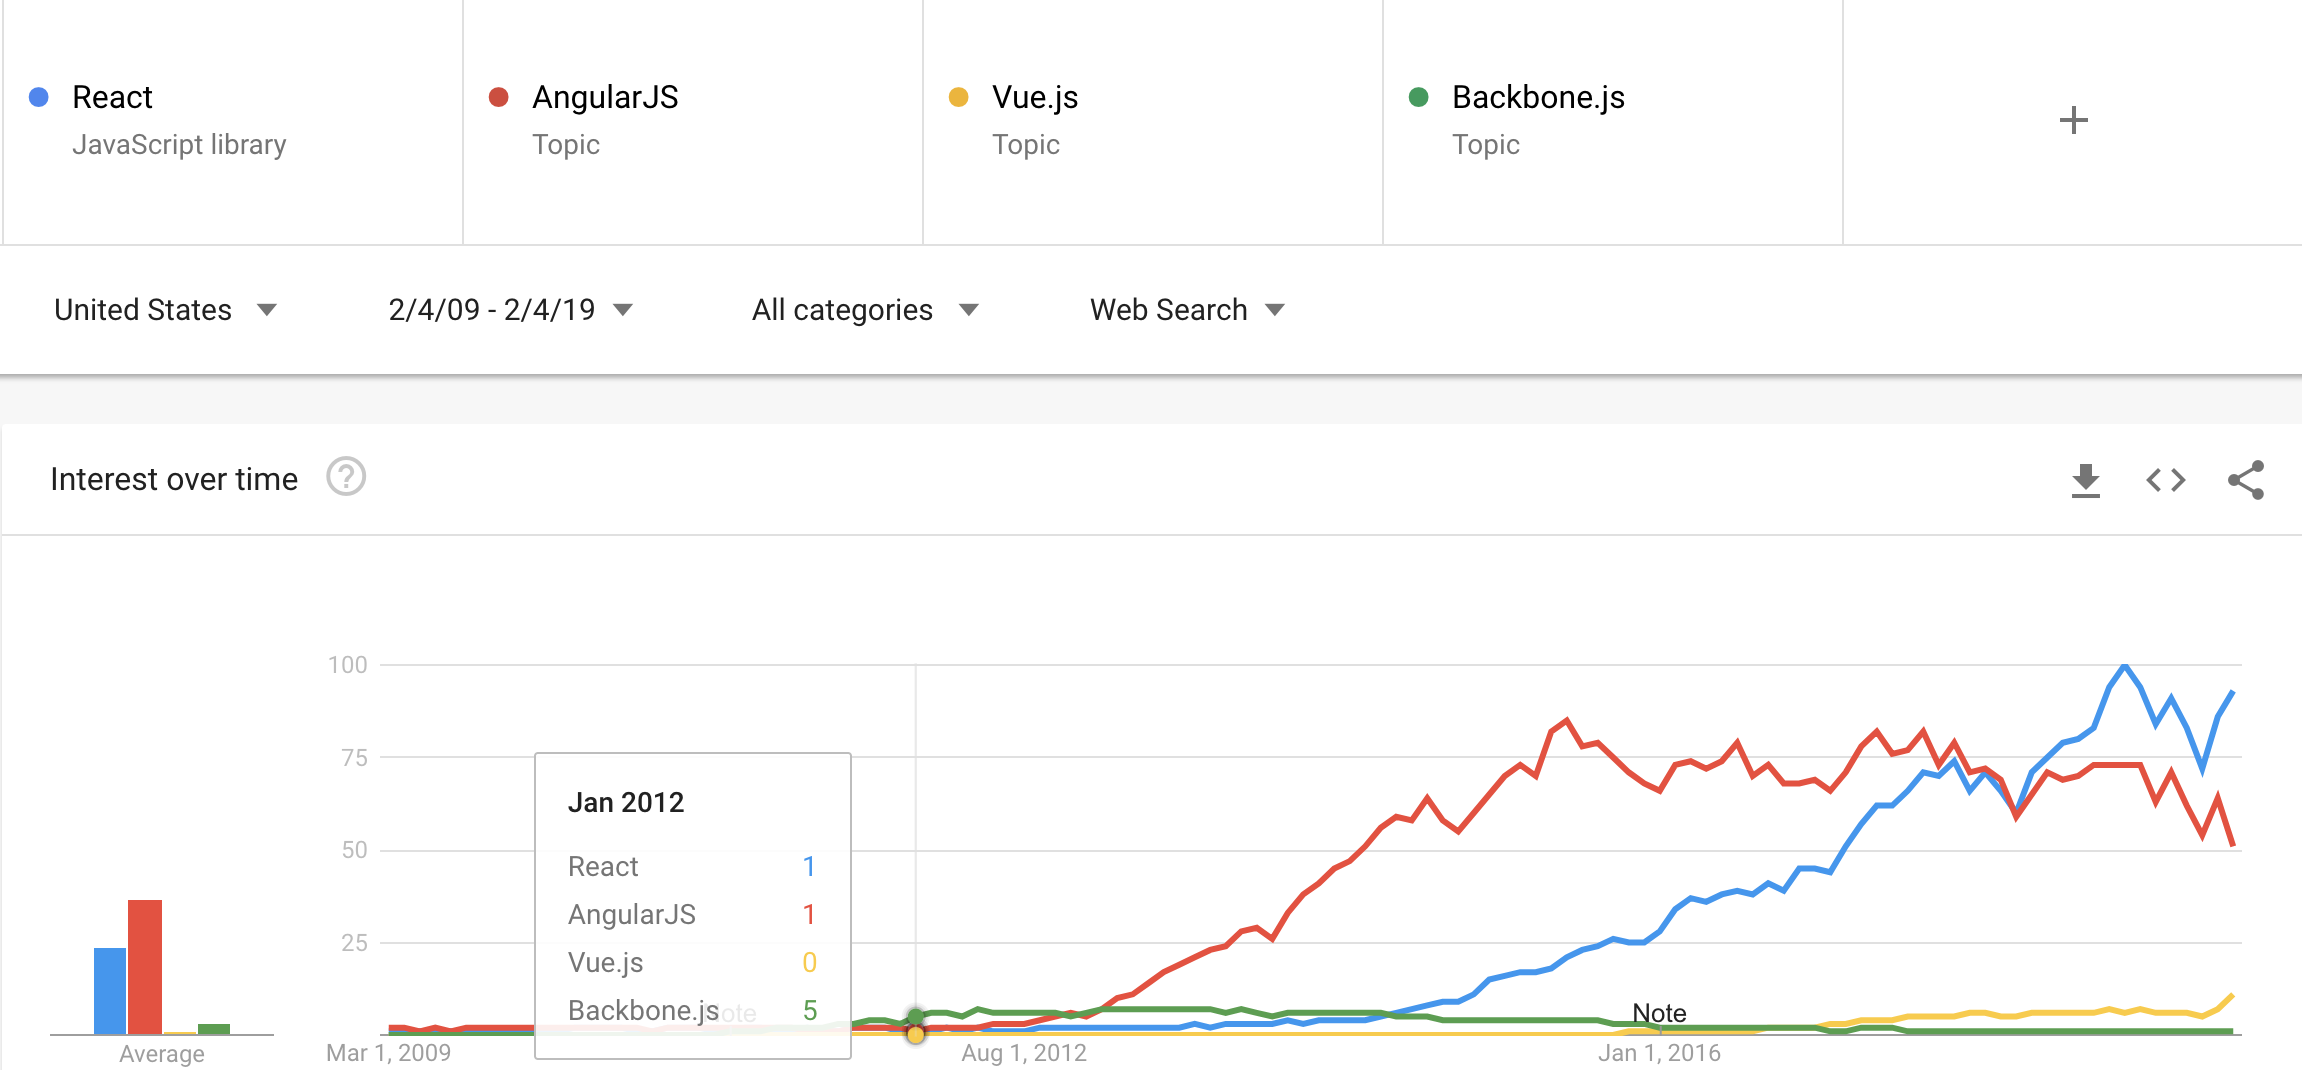 React
JavaScript library
AngularJS
Topic
Vue.js
Topic
Backbone.js
Topic
+
United States
2/4/09 - 2/4/19
All categories
Web Search
Interest over time
?
100
75
50
25
Jan 2012
React 1
AngularJS 1
Vue.js 0
Backbone.js 5
Note
Note
Average
Mar 1, 2009
Aug 1, 2012
Jan 1, 2016